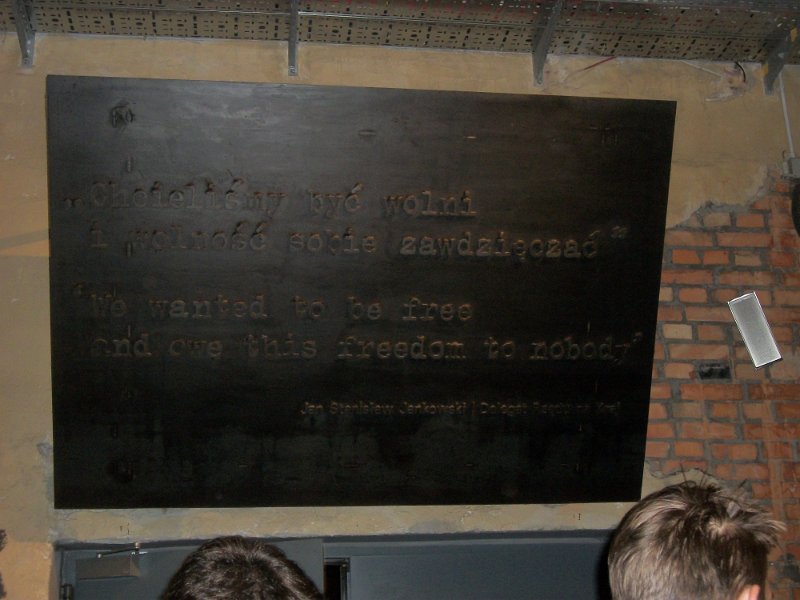 „Chcieliśmy być wolni
i wolność sobie zawdzięczać”
“We wanted to be free
and owe this freedom to nobody”
Jan Stanisław Jankowski | Delegat Rządu na Kraj